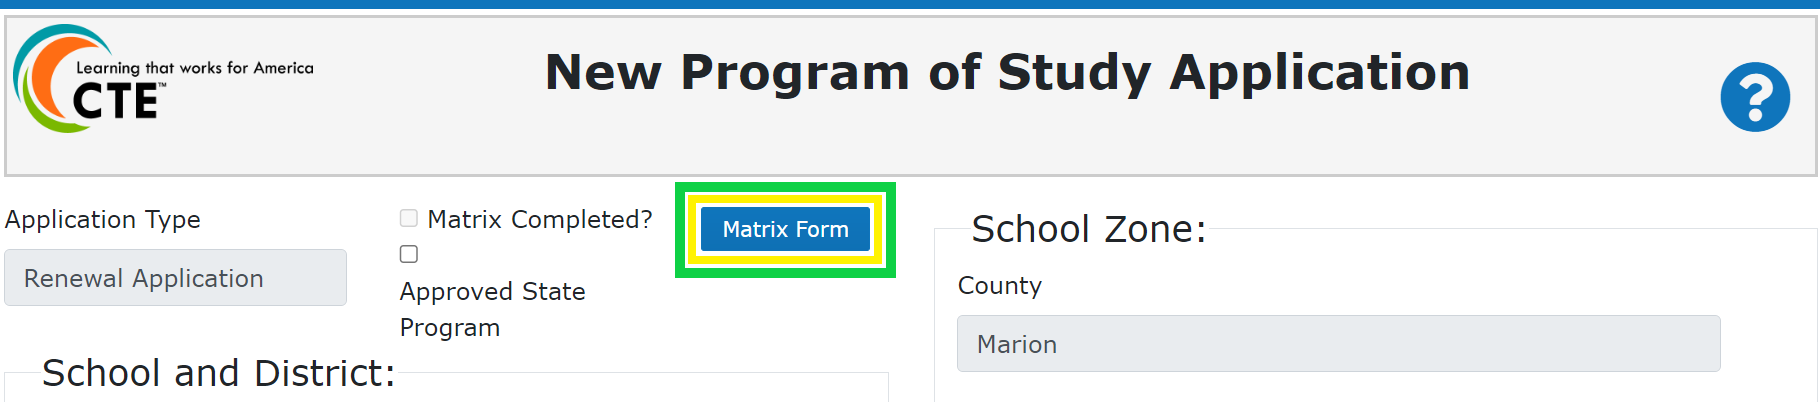 Learning that works for America
CTE™
New Program of Study Application
?
Application Type
Renewal Application
Matrix Completed?
Approved State
Program
Matrix Form
School Zone:
County
Marion
School and District: